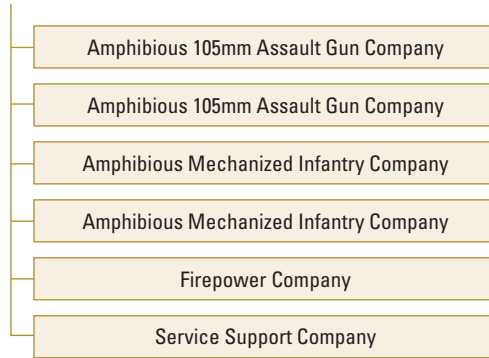 Amphibious 105mm Assault Gun Company
Amphibious 105mm Assault Gun Company
Amphibious Mechanized Infantry Company
Amphibious Mechanized Infantry Company
Firepower Company
Service Support Company